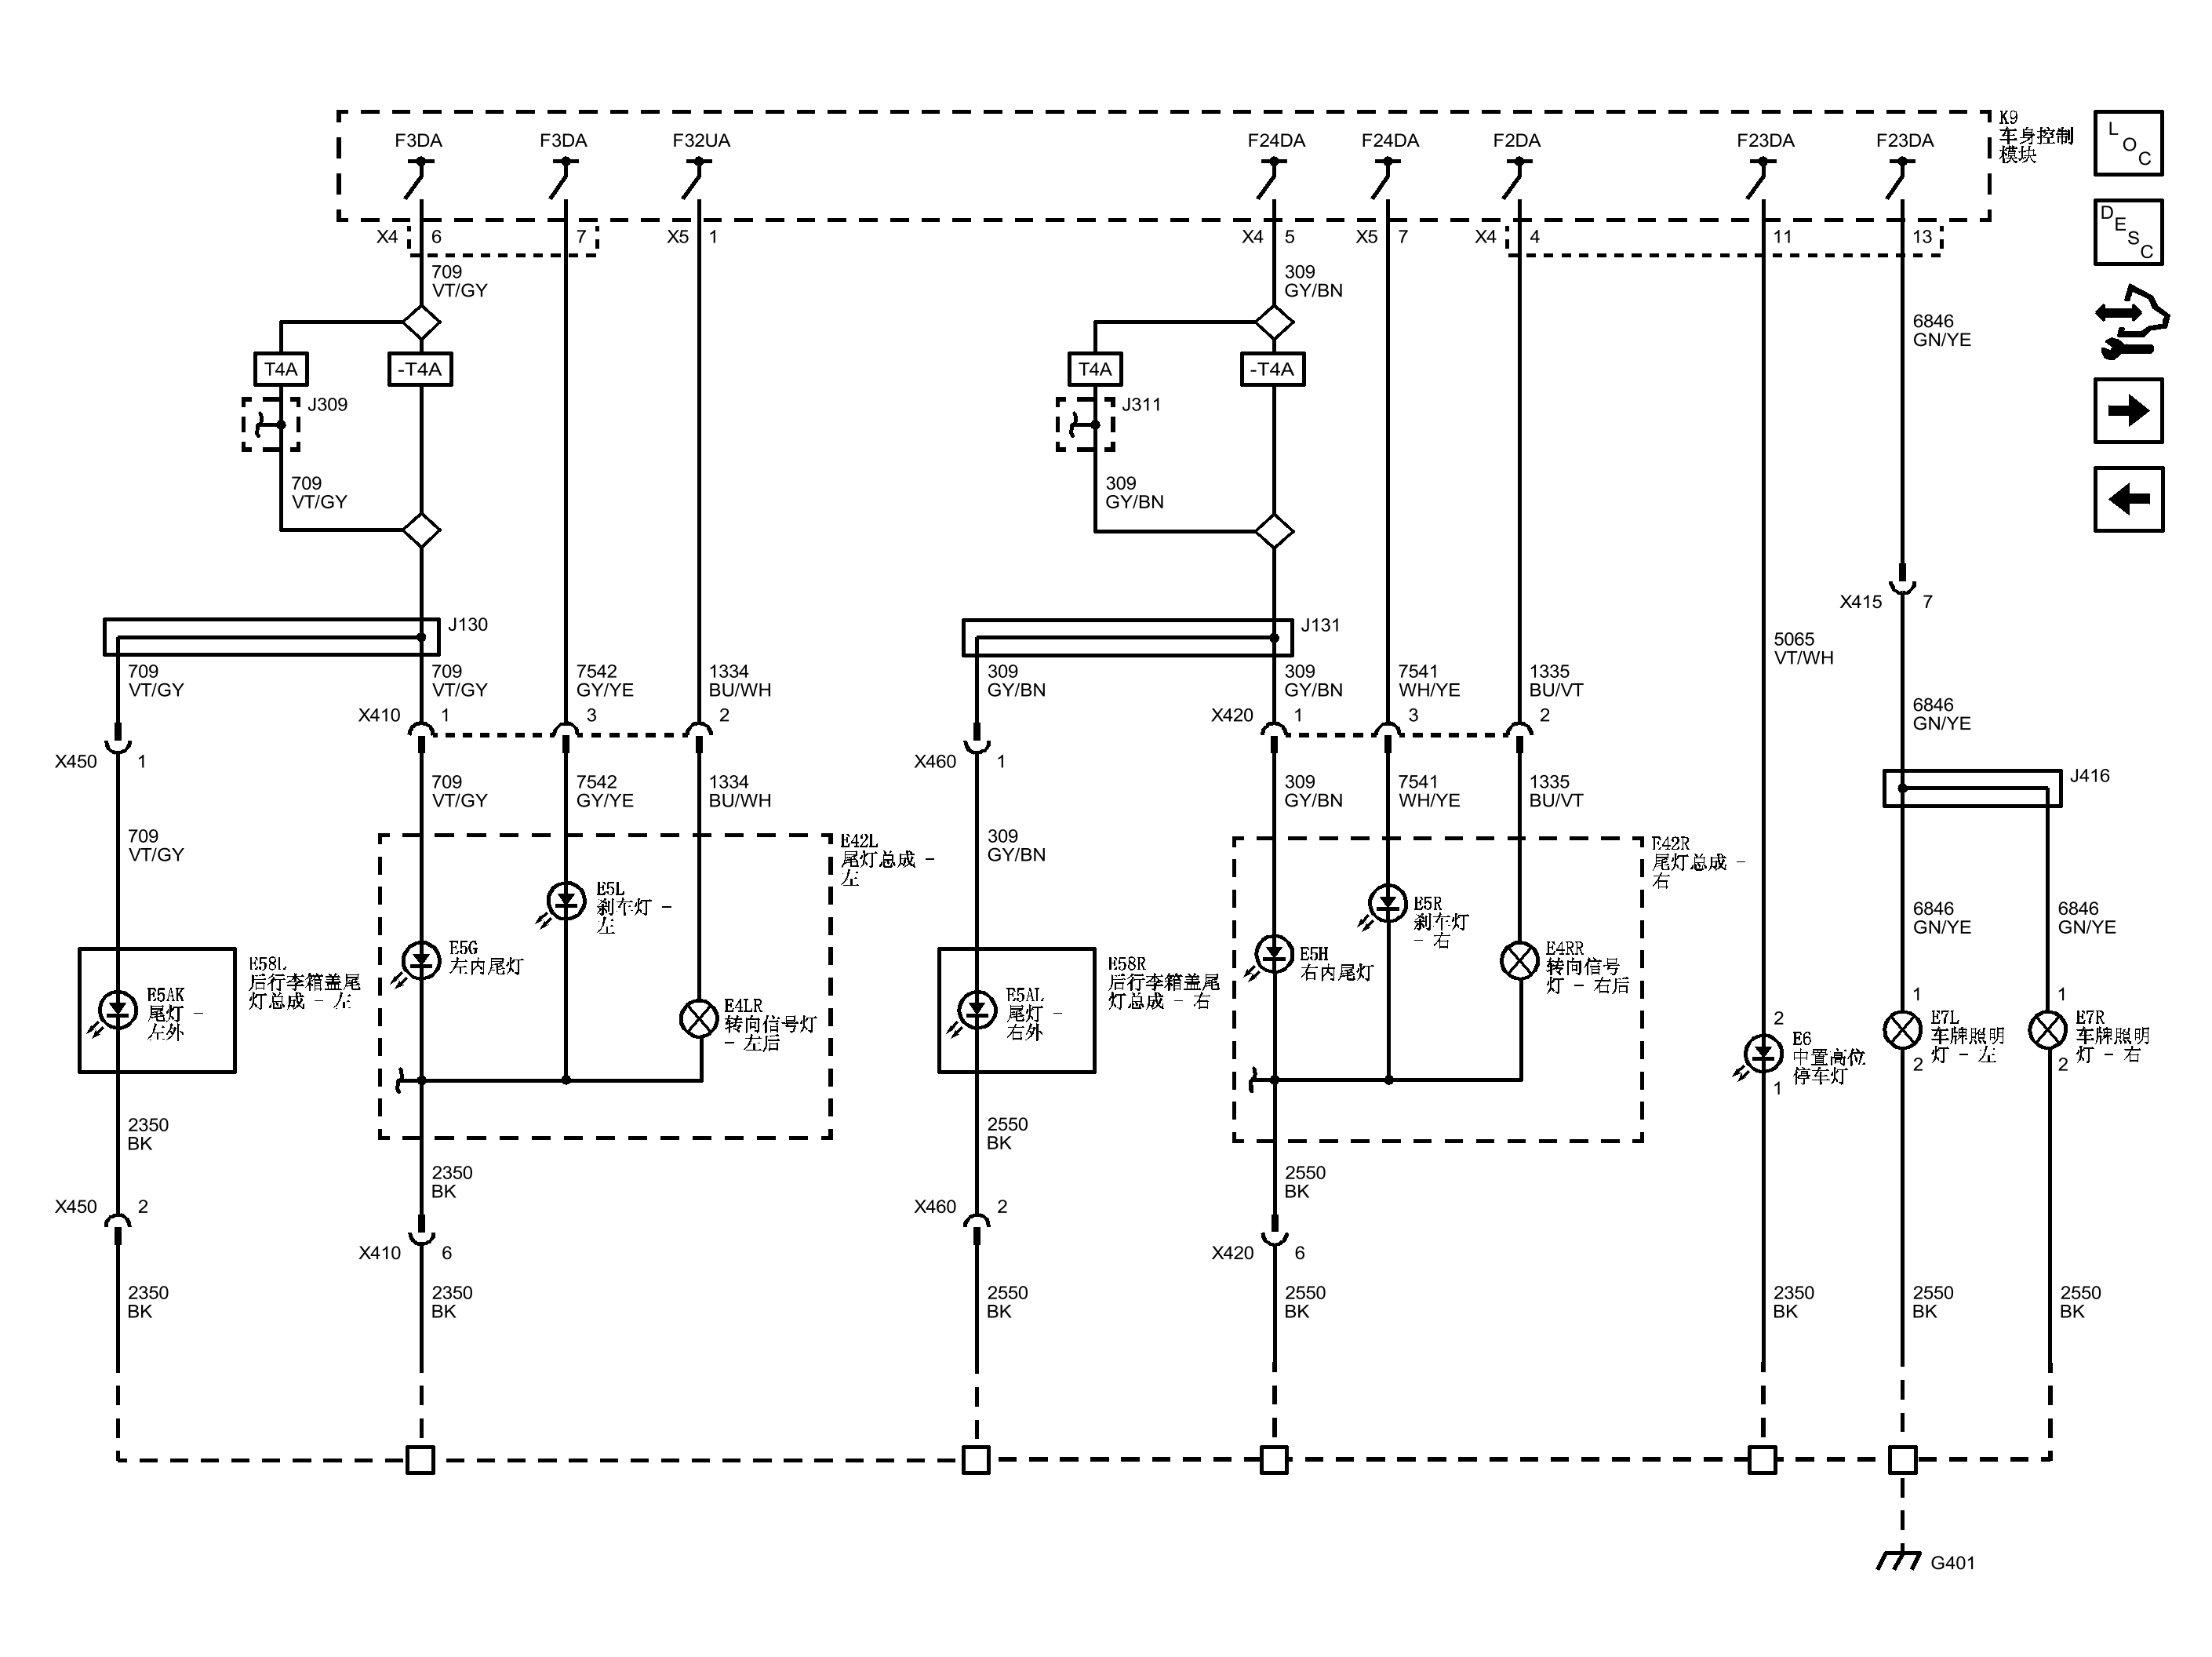 F3DA
F3DA
F32UA
F24DA
F24DA
F2DA
F23DA
F23DA
K9
车身控制
模块
L
O
C
D
E
S
C
X4
6
7
X5
1
X4
5
X5
7
X4
4
11
13
709
VT/GY
309
GY/BN
6846
GN/YE
T4A
-T4A
T4A
-T4A
J309
J311
709
VT/GY
309
GY/BN
X415
7
J130
J131
5065
VT/WH
709
VT/GY
709
VT/GY
7542
GY/YE
1334
BU/WH
309
GY/BN
309
GY/BN
7541
WH/YE
1335
BU/VT
6846
GN/YE
X410
1
3
2
X420
1
3
2
X450
1
X460
1
J416
709
VT/GY
7542
GY/YE
1334
BU/WH
309
GY/BN
7541
WH/YE
1335
BU/VT
709
VT/GY
E42L
尾灯总成 -
左
309
GY/BN
E42R
尾灯总成 -
右
E5L
刹车灯 -
左
E5R
刹车灯
- 右
6846
GN/YE
6846
GN/YE
E5G
左内尾灯
E5H
右内尾灯
E4RR
转向信号
灯 - 右后
E58L
后行李箱盖尾
灯总成 - 左
E58R
后行李箱盖尾
灯总成 - 右
E5AK
尾灯 -
左外
E4LR
转向信号灯
- 左后
E5AL
尾灯 -
右外
2
E6
中置高位
停车灯
1
1
E7L
车牌照明
灯 - 左
2
1
E7R
车牌照明
灯 - 右
2
2350
BK
2350
BK
2550
BK
2550
BK
X450
2
X410
6
X460
2
X420
6
2350
BK
2350
BK
2550
BK
2550
BK
2350
BK
2550
BK
2550
BK
G401